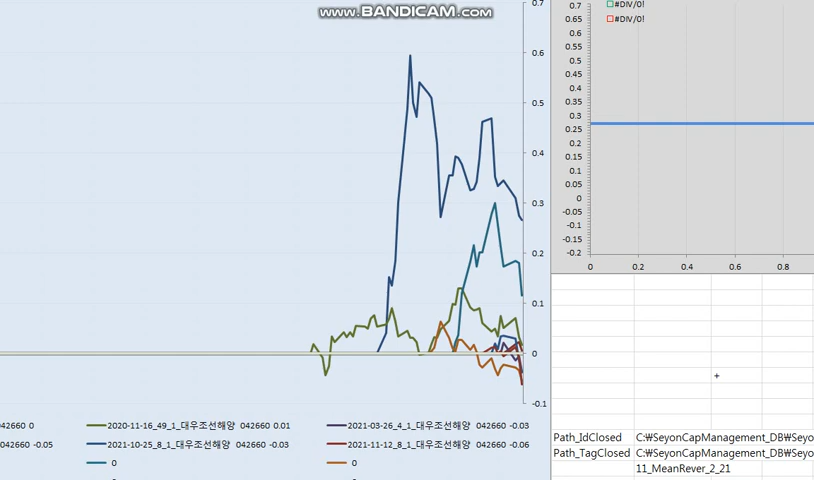 www.BANDICAM.com
0.7
0.6
0.5
0.4
0.3
0.2
0.1
0
-0.1
042660 0
2020-11-16_49_1_대우조선해양 042660 0.01
2021-03-26_4_1_대우조선해양 042660 -0.03
042660 -0.05
2021-10-25_8_1_대우조선해양 042660 -0.03
2021-11-12_8_1_대우조선해양 042660 -0.06
0
0
0.7
0.65
0.6
0.55
0.5
0.45
0.4
0.35
0.3
0.25
0.2
0.15
0.1
0.05
0
-0.05
-0.1
-0.15
-0.2
#DIV/0!
#DIV/0!
0 0.2 0.4 0.6 0.8
Path_IdClosed C:₩SeyonCapManagement_DB₩Seyo
Path_TagClosed C:₩SeyonCapManagement_DB₩Seyo
11_MeanRever_2_21